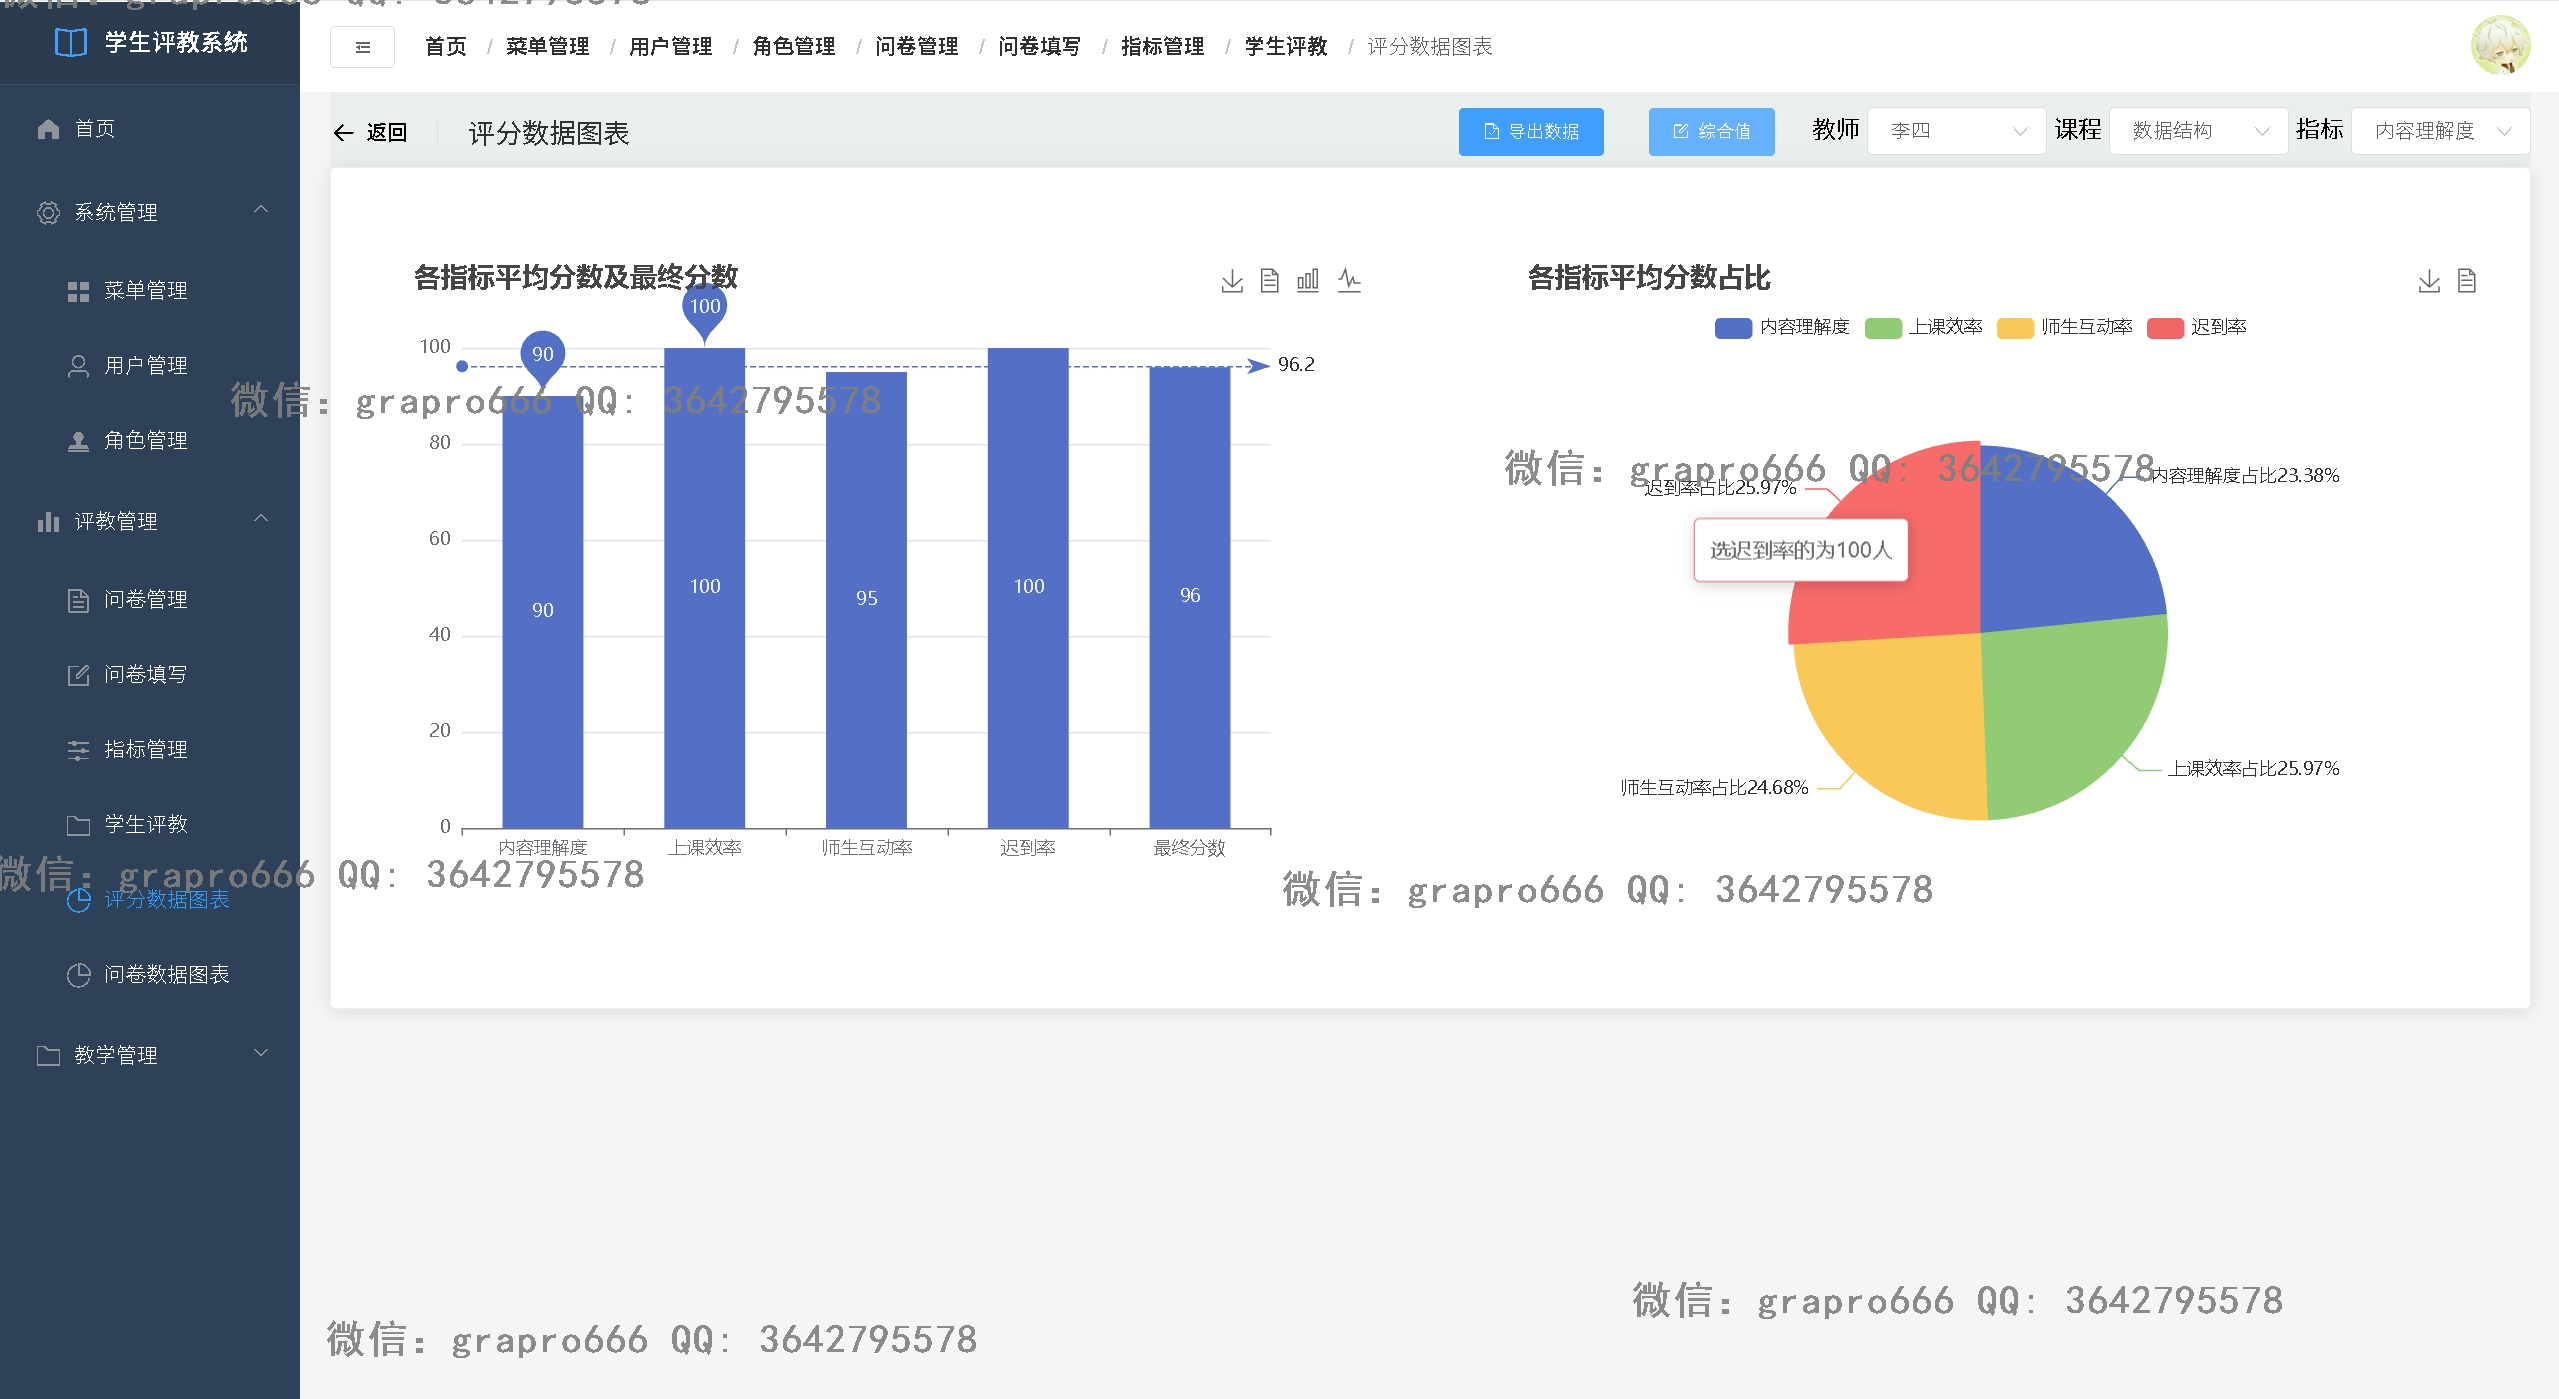 微信: grapro666 QQ: 3642795578
学生评教系统
首页 / 菜单管理 / 用户管理 / 角色管理 / 问卷管理 / 问卷填写 / 指标管理 / 学生评教 / 评分数据图表
首页
系统管理
菜单管理
用户管理
角色管理
评教管理
问卷管理
问卷填写
指标管理
学生评教
评分数据图表
问卷数据图表
教学管理
返回 评分数据图表 导出数据 综合值 教师 李四 课程 数据结构 指标 内容理解度
各指标平均分数及最终分数
100
90
100
96.2
80
60
40
20
0
90
100
95
100
96
内容理解度 上课效率 师生互动率 迟到率 最终分数
各指标平均分数占比
内容理解度 上课效率 师生互动率 迟到率
内容理解度占比23.38%
迟到率占比25.97%
选迟到率的为100人
上课效率占比25.97%
师生互动率占比24.68%
微信: grapro666 QQ: 3642795578
微信: grapro666 QQ: 3642795578
微信: grapro666 QQ: 3642795578
微信: grapro666 QQ: 3642795578
微信: grapro666 QQ: 3642795578
微信: grapro666 QQ: 3642795578